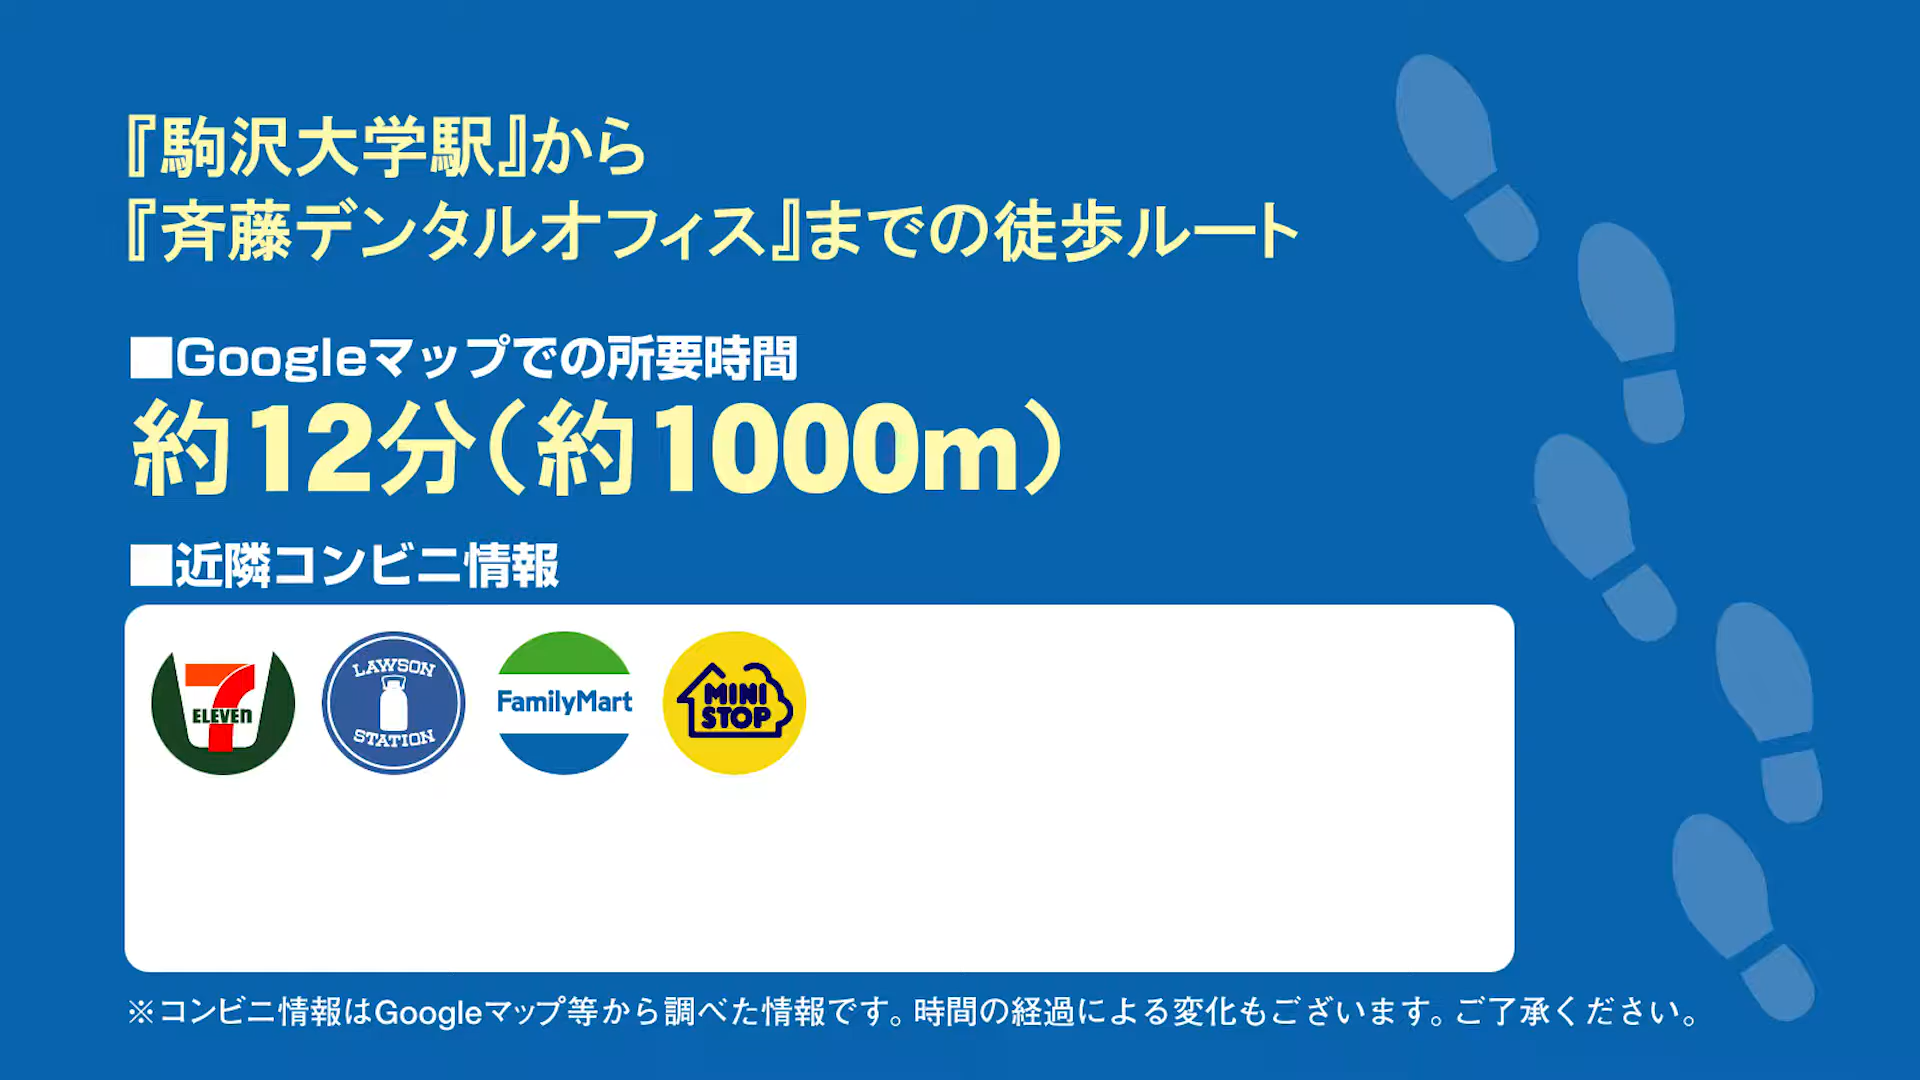 『駒沢大学駅』から
『斉藤デンタルオフィス』までの徒歩ルート
■Googleマップでの所要時間
約12分（約1000m）
■近隣コンビニ情報
7 ELEVEN
LAWSON STATION
FamilyMart
MINI STOP
※コンビニ情報はGoogleマップ等から調べた情報です。時間の経過による変化もございます。ご了承ください。